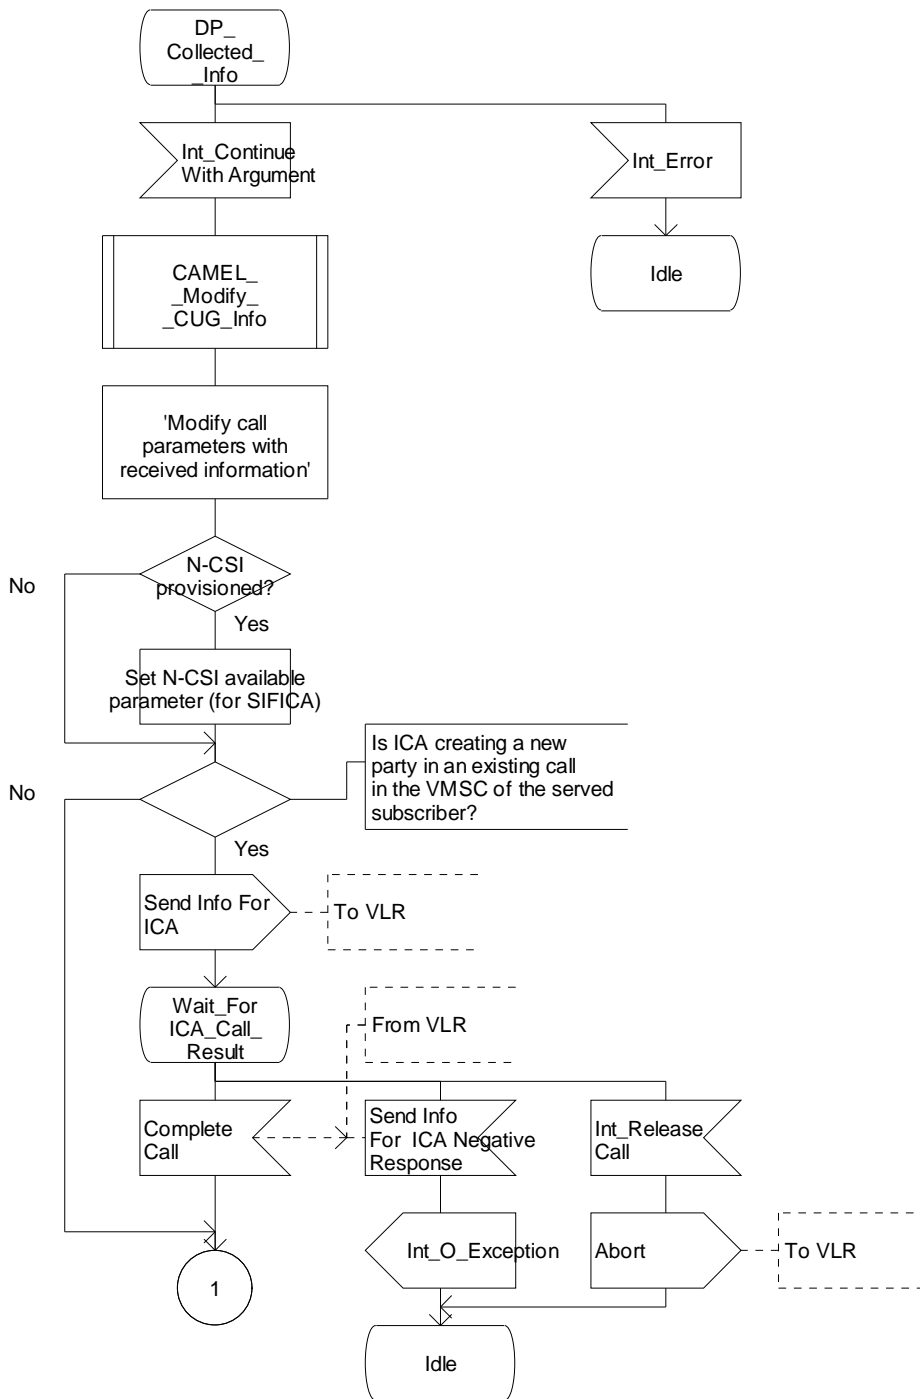 DP_
Collected_
_Info
Int_Continue
With Argument
Int_Error
CAMEL_
_Modify_
_CUG_Info
Idle
'Modify call
parameters with
received information'
N-CSI
provisioned?
No
Yes
Set N-CSI available
parameter (for SIFICA)
Is ICA creating a new
party in an existing call
in the VMSC of the served
subscriber?
No
Yes
Send Info For
ICA
To VLR
Wait_For
ICA_Call_
Result
From VLR
Complete
Call
Send Info
For ICA Negative
Response
Int_Release
Call
Int_O_Exception
Abort
To VLR
1
Idle